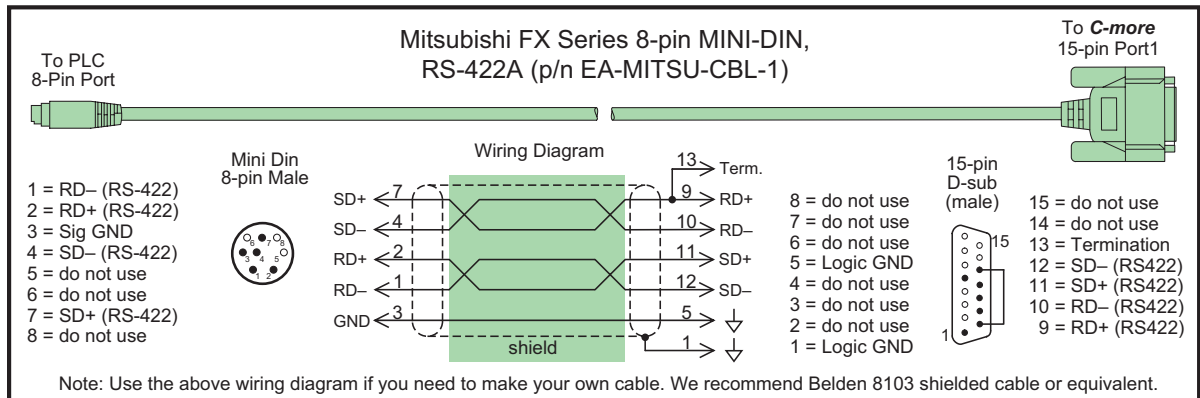 To PLC
8-Pin Port
Mitsubishi FX Series 8-pin MINI-DIN,
RS-422A (p/n EA-MITSU-CBL-1)
To C-more
15-pin Port1
1 = RD– (RS-422)
2 = RD+ (RS-422)
3 = Sig GND
4 = SD– (RS-422)
5 = do not use
6 = do not use
7 = SD+ (RS-422)
8 = do not use
Mini Din
8-pin Male
6 7 8
3 4 5
1 2
Wiring Diagram
13 Term.
SD+ 7 9 RD+
SD– 4 10 RD–
RD+ 2 11 SD+
RD– 1 12 SD–
GND 3 5
shield 1
8 = do not use
7 = do not use
6 = do not use
5 = Logic GND
4 = do not use
3 = do not use
2 = do not use
1 = Logic GND
15-pin
D-sub
(male)
15
1
15 = do not use
14 = do not use
13 = Termination
12 = SD– (RS422)
11 = SD+ (RS422)
10 = RD– (RS422)
9 = RD+ (RS422)
Note: Use the above wiring diagram if you need to make your own cable. We recommend Belden 8103 shielded cable or equivalent.